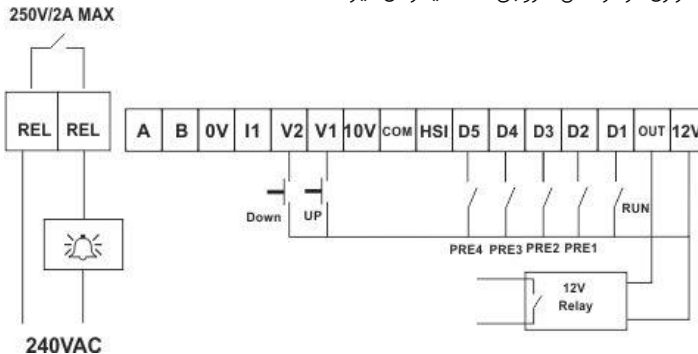 250V/2A MAX
REL REL A B 0V I1 V2 V1 10V COM HSI D5 D4 D3 D2 D1 OUT 12V
Down UP RUN
PRE4 PRE3 PRE2 PRE1
12V
Relay
240VAC